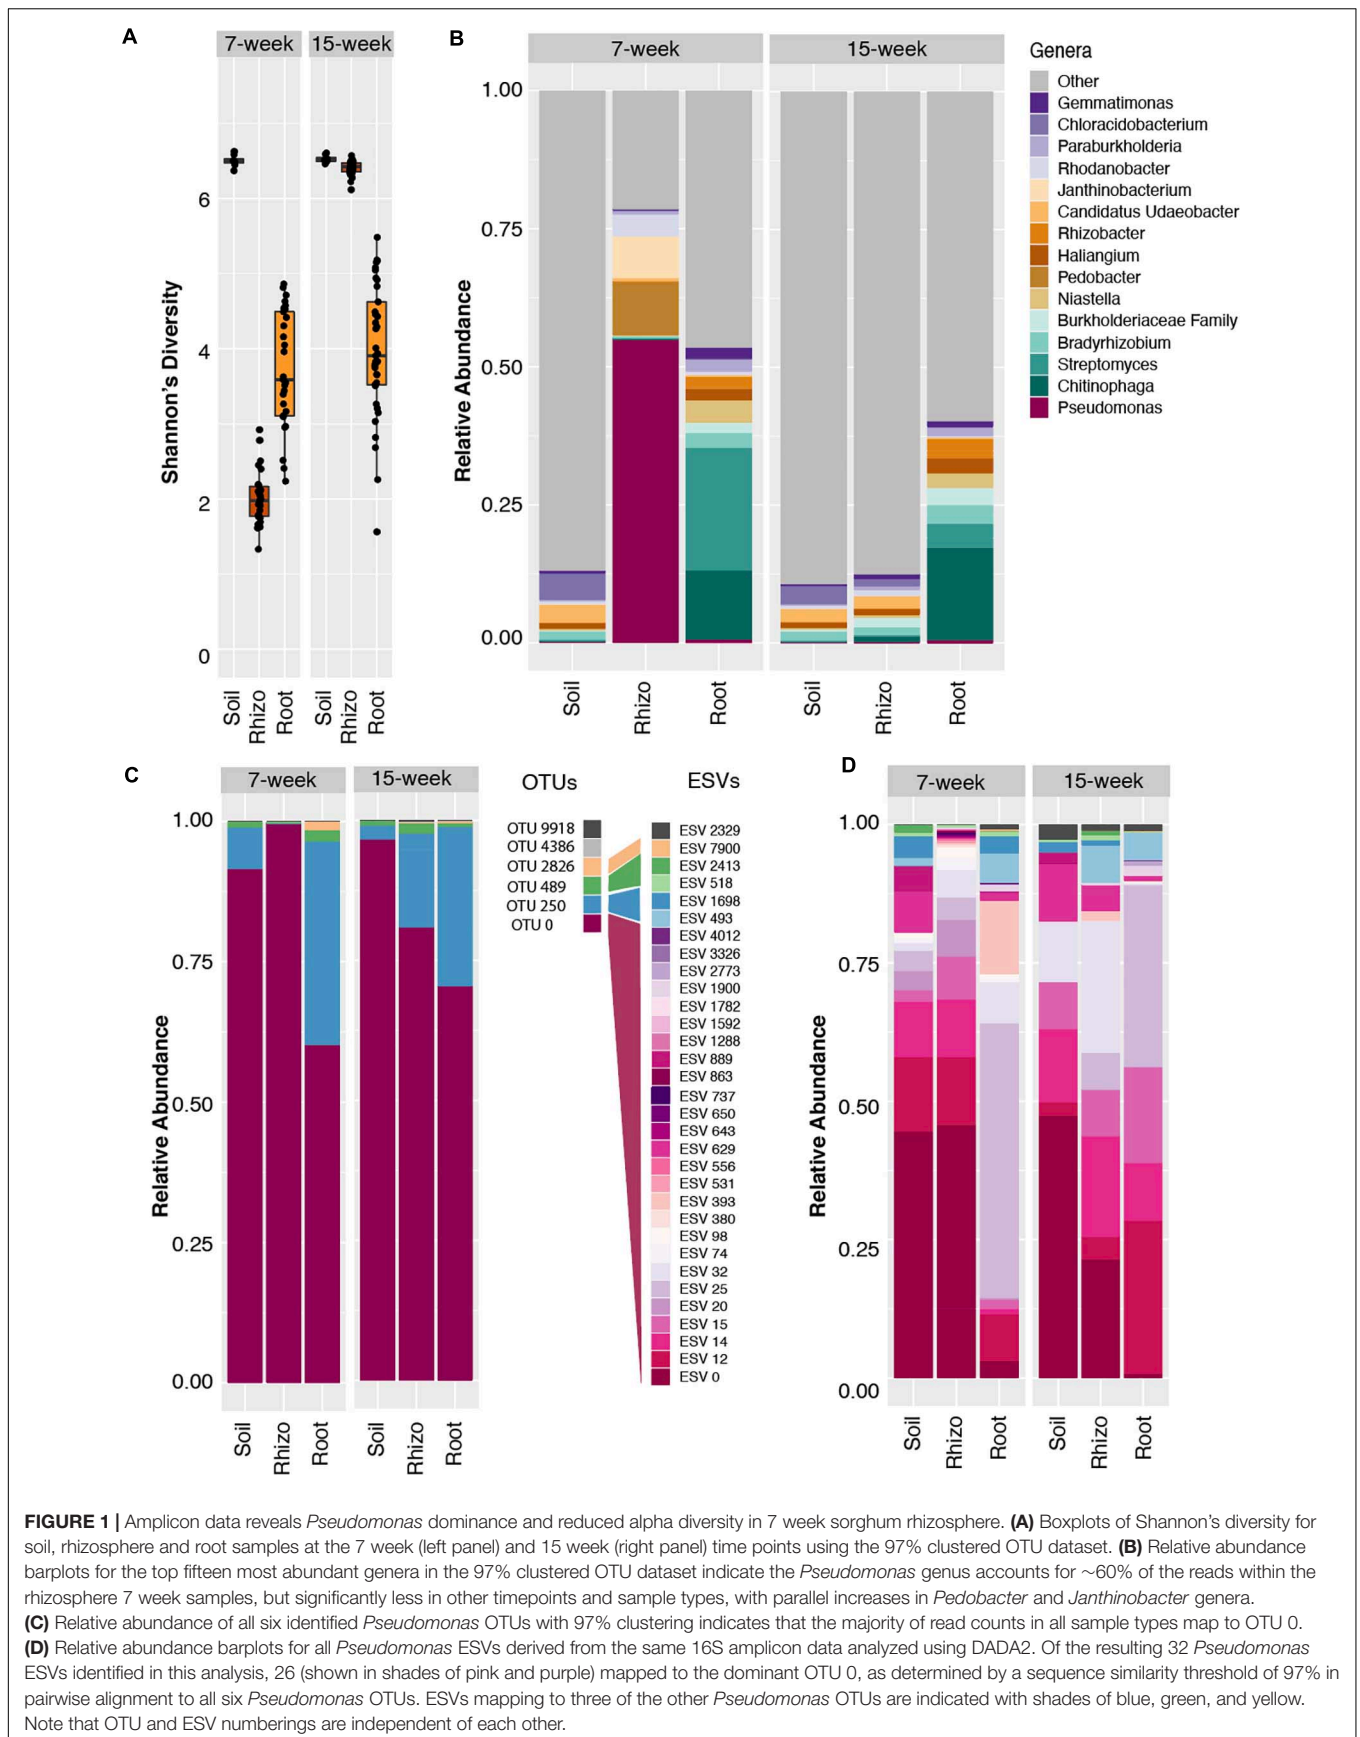 A
7-week
15-week
Shannon's Diversity
6
4
2
0
Soil
Rhizo
Root
Soil
Rhizo
Root
B
7-week
15-week
Relative Abundance
1.00
0.75
0.50
0.25
0.00
Soil
Rhizo
Root
Soil
Rhizo
Root
Genera
Other
Gemmatimonas
Chloracidobacterium
Paraburkholderia
Rhodanobacter
Janthinobacterium
Candidatus Udaeobacter
Rhizobacter
Haliangium
Pedobacter
Niastella
Burkholderiaceae Family
Bradyrhizobium
Streptomyces
Chitinophaga
Pseudomonas
C
7-week
15-week
Relative Abundance
1.00
0.75
0.50
0.25
0.00
Soil
Rhizo
Root
Soil
Rhizo
Root
OTUs
OTU 9918
OTU 4386
OTU 2826
OTU 489
OTU 250
OTU 0
ESVs
ESV 2329
ESV 7900
ESV 2413
ESV 518
ESV 1698
ESV 493
ESV 4012
ESV 3326
ESV 2773
ESV 1900
ESV 1782
ESV 1592
ESV 1288
ESV 889
ESV 863
ESV 737
ESV 650
ESV 643
ESV 629
ESV 556
ESV 531
ESV 393
ESV 380
ESV 98
ESV 74
ESV 32
ESV 25
ESV 20
ESV 15
ESV 14
ESV 12
ESV 0
D
7-week
15-week
Relative Abundance
1.00
0.75
0.50
0.25
0.00
Soil
Rhizo
Root
Soil
Rhizo
Root
FIGURE 1 | Amplicon data reveals Pseudomonas dominance and reduced alpha diversity in 7 week sorghum rhizosphere. (A) Boxplots of Shannon's diversity for
soil, rhizosphere and root samples at the 7 week (left panel) and 15 week (right panel) time points using the 97% clustered OTU dataset. (B) Relative abundance
barplots for the top fifteen most abundant genera in the 97% clustered OTU dataset indicate the Pseudomonas genus accounts for ∼60% of the reads within the
rhizosphere 7 week samples, but significantly less in other timepoints and sample types, with parallel increases in Pedobacter and Janthinobacter genera.
(C) Relative abundance of all six identified Pseudomonas OTUs with 97% clustering indicates that the majority of read counts in all sample types map to OTU 0.
(D) Relative abundance barplots for all Pseudomonas ESVs derived from the same 16S amplicon data analyzed using DADA2. Of the resulting 32 Pseudomonas
ESVs identified in this analysis, 26 (shown in shades of pink and purple) mapped to the dominant OTU 0, as determined by a sequence similarity threshold of 97% in
pairwise alignment to all six Pseudomonas OTUs. ESVs mapping to three of the other Pseudomonas OTUs are indicated with shades of blue, green, and yellow.
Note that OTU and ESV numberings are independent of each other.